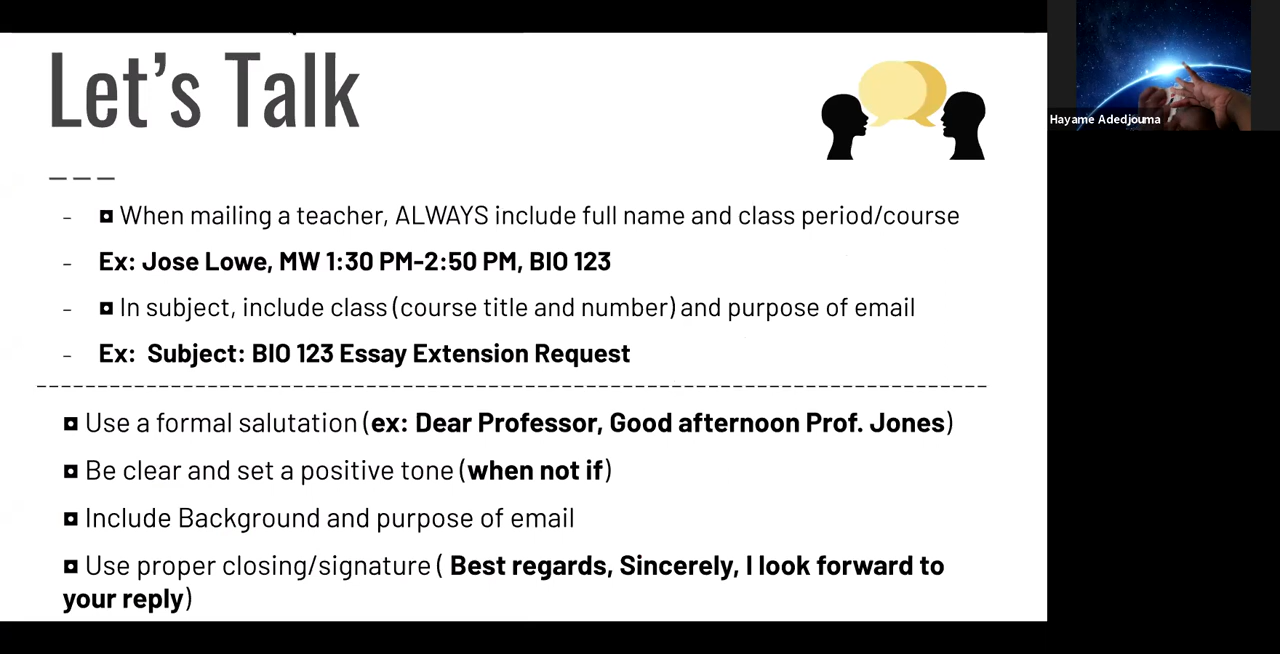 Let's Talk
Hayame Adedjouma
– ◘ When mailing a teacher, ALWAYS include full name and class period/course
– Ex: Jose Lowe, MW 1:30 PM-2:50 PM, BIO 123
– ◘ In subject, include class (course title and number) and purpose of email
– Ex:  Subject: BIO 123 Essay Extension Request
◘ Use a formal salutation (ex: Dear Professor, Good afternoon Prof. Jones)
◘ Be clear and set a positive tone (when not if)
◘ Include Background and purpose of email
◘ Use proper closing/signature ( Best regards, Sincerely, I look forward to
your reply)